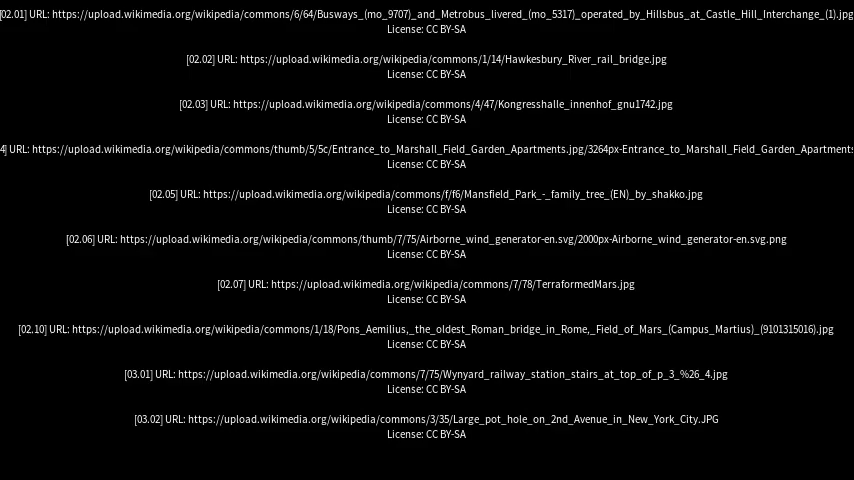 [02.01] URL: https://upload.wikimedia.org/wikipedia/commons/6/64/Busways_(mo_9707)_and_Metrobus_livered_(mo_5317)_operated_by_Hillsbus_at_Castle_Hill_Interchange_(1).jpg
License: CC BY-SA
[02.02] URL: https://upload.wikimedia.org/wikipedia/commons/1/14/Hawkesbury_River_rail_bridge.jpg
License: CC BY-SA
[02.03] URL: https://upload.wikimedia.org/wikipedia/commons/4/47/Kongresshalle_innenhof_gnu1742.jpg
License: CC BY-SA
4] URL: https://upload.wikimedia.org/wikipedia/commons/thumb/5/5c/Entrance_to_Marshall_Field_Garden_Apartments.jpg/3264px-Entrance_to_Marshall_Field_Garden_Apartments
License: CC BY-SA
[02.05] URL: https://upload.wikimedia.org/wikipedia/commons/f/f6/Mansfield_Park_-_family_tree_(EN)_by_shakko.jpg
License: CC BY-SA
[02.06] URL: https://upload.wikimedia.org/wikipedia/commons/thumb/7/75/Airborne_wind_generator-en.svg/2000px-Airborne_wind_generator-en.svg.png
License: CC BY-SA
[02.07] URL: https://upload.wikimedia.org/wikipedia/commons/7/78/TerraformedMars.jpg
License: CC BY-SA
[02.10] URL: https://upload.wikimedia.org/wikipedia/commons/1/18/Pons_Aemilius,_the_oldest_Roman_bridge_in_Rome,_Field_of_Mars_(Campus_Martius)_(9101315016).jpg
License: CC BY-SA
[03.01] URL: https://upload.wikimedia.org/wikipedia/commons/7/75/Wynyard_railway_station_stairs_at_top_of_p_3_%26_4.jpg
License: CC BY-SA
[03.02] URL: https://upload.wikimedia.org/wikipedia/commons/3/35/Large_pot_hole_on_2nd_Avenue_in_New_York_City.JPG
License: CC BY-SA